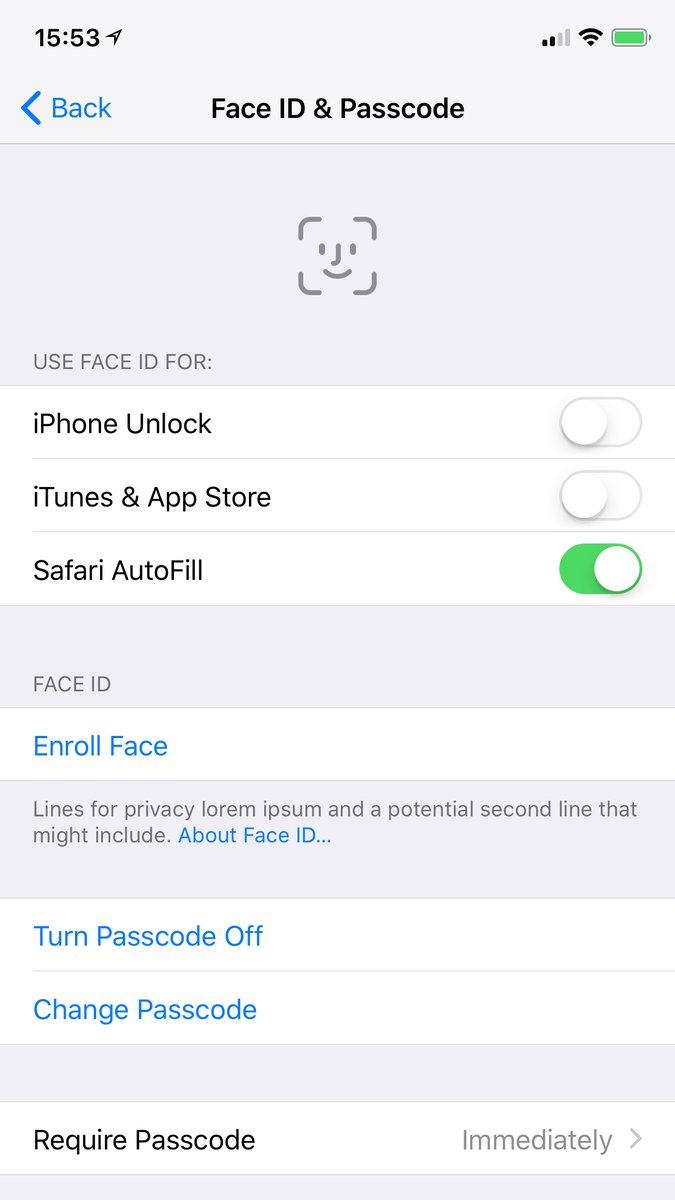 15:53
Back
Face ID & Passcode
USE FACE ID FOR:
iPhone Unlock
iTunes & App Store
Safari AutoFill
FACE ID
Enroll Face
Lines for privacy lorem ipsum and a potential second line that
might include. About Face ID...
Turn Passcode Off
Change Passcode
Require Passcode Immediately